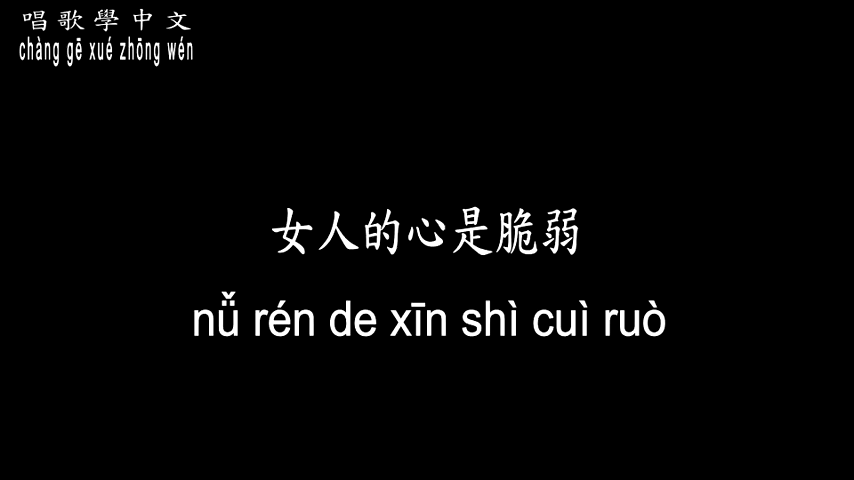 唱歌學中文
chàng gē xué zhōng wén
女人的心是脆弱
nǚ rén de xīn shì cuì ruò